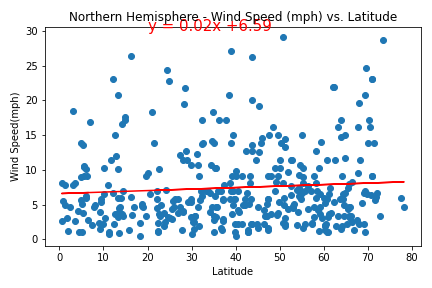 Northern Hemisphere - Wind Speed (mph) vs. Latitude
y = 0.02x +6.59
30
25
20
15
10
5
0
Wind Speed(mph)
0 10 20 30 40 50 60 70 80
Latitude